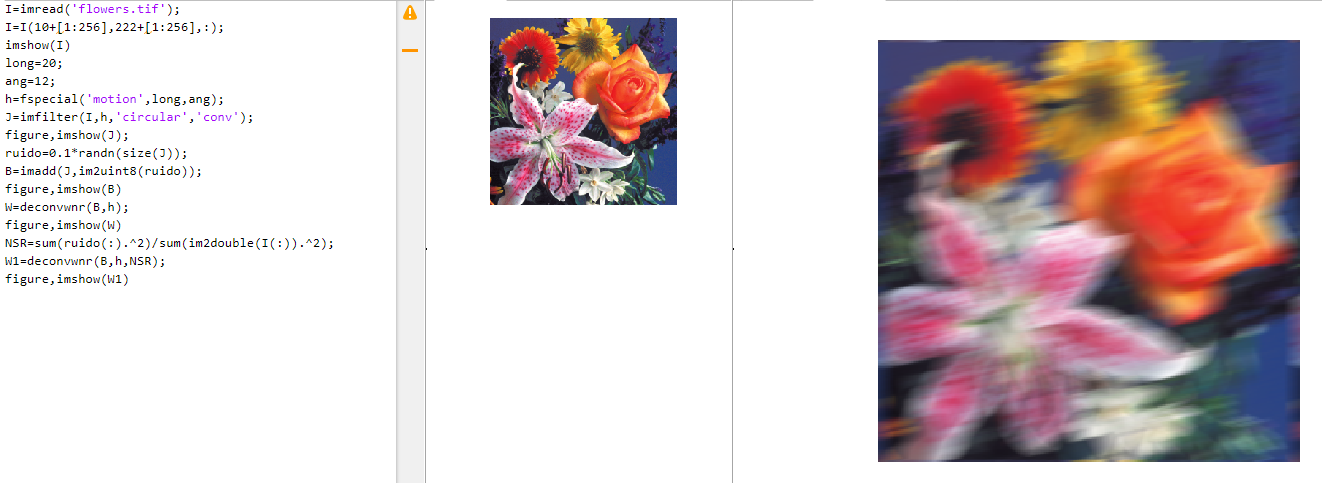 I=imread('flowers.tif');
I=I(10+[1:256],222+[1:256],:);
imshow(I)
long=20;
ang=12;
h=fspecial('motion',long,ang);
J=imfilter(I,h,'circular','conv');
figure,imshow(J);
ruido=0.1*randn(size(J));
B=imadd(J,im2uint8(ruido));
figure,imshow(B)
W=deconvwnr(B,h);
figure,imshow(W)
NSR=sum(ruido(:).^2)/sum(im2double(I(:)).^2);
W1=deconvwnr(B,h,NSR);
figure,imshow(W1)